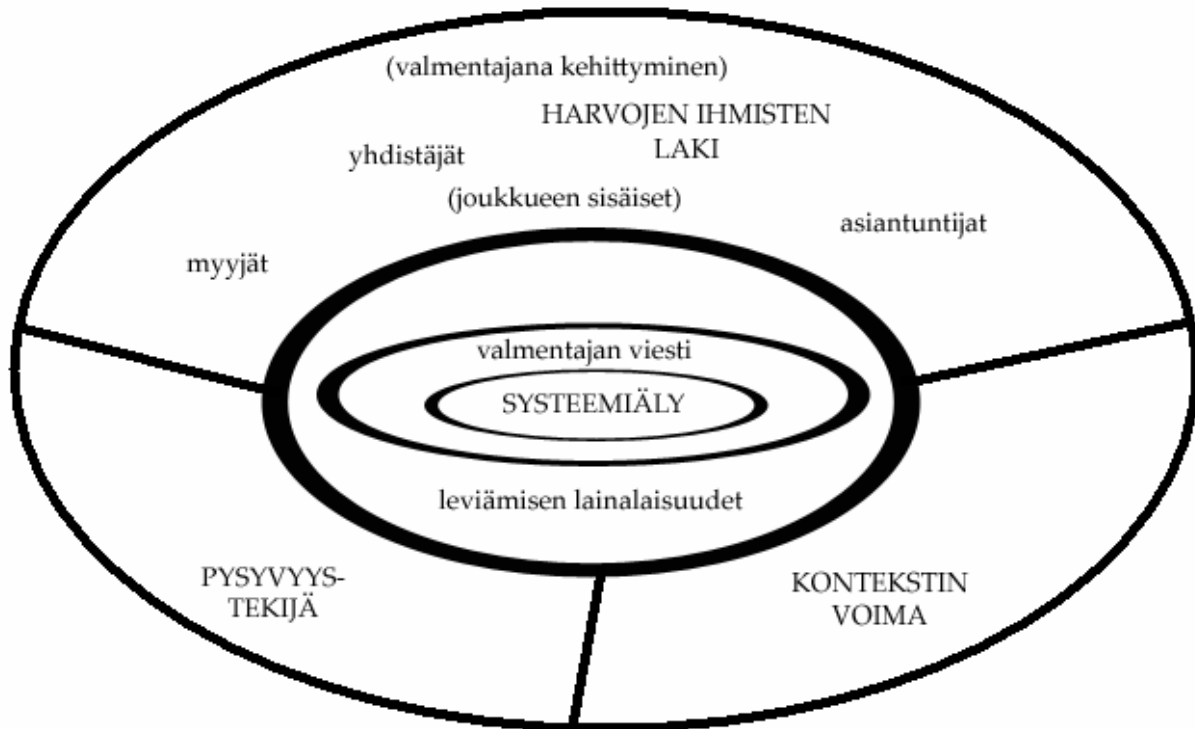 (valmentajana kehittyminen)
HARVOJEN IHMISTEN
LAKI
yhdistäjät
(joukkueen sisäiset)
asiantuntijat
myyjät
valmentajan viesti
SYSTEEMIÄLY
leviämisen lainalaisuudet
PYSYVYYS-
TEKIJÄ
KONTEKSTIN
VOIMA